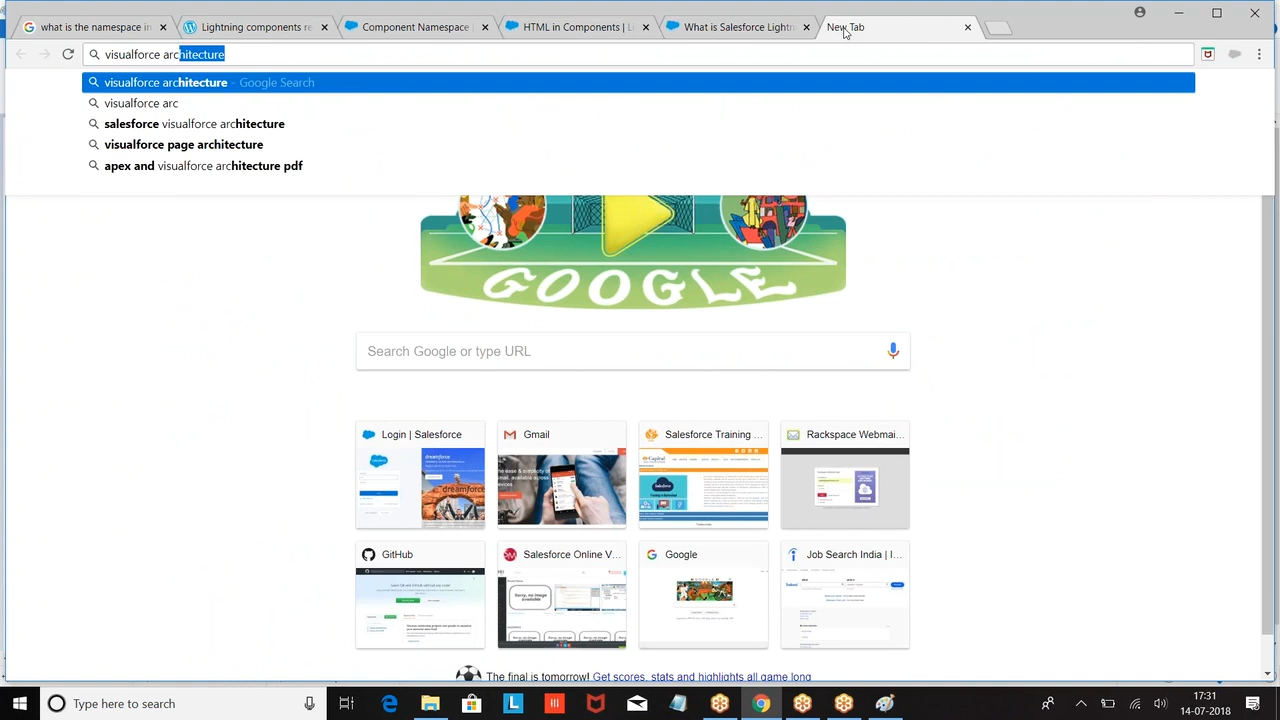 what is the namespace in
Lightning components re
Component Namespace |
HTML in Components | Li
What is Salesforce Lightn
New Tab
visualforce architecture
visualforce architecture - Google Search
visualforce arc
salesforce visualforce architecture
visualforce page architecture
apex and visualforce architecture pdf
GOOGLE
Search Google or type URL
Login | Salesforce
Gmail
Salesforce Training ...
Rackspace Webmai...
GitHub
Salesforce Online V...
Google
Job Search India | I...
The final is tomorrow! Get scores, stats and highlights all game long
Type here to search
17:31
14-07-2018